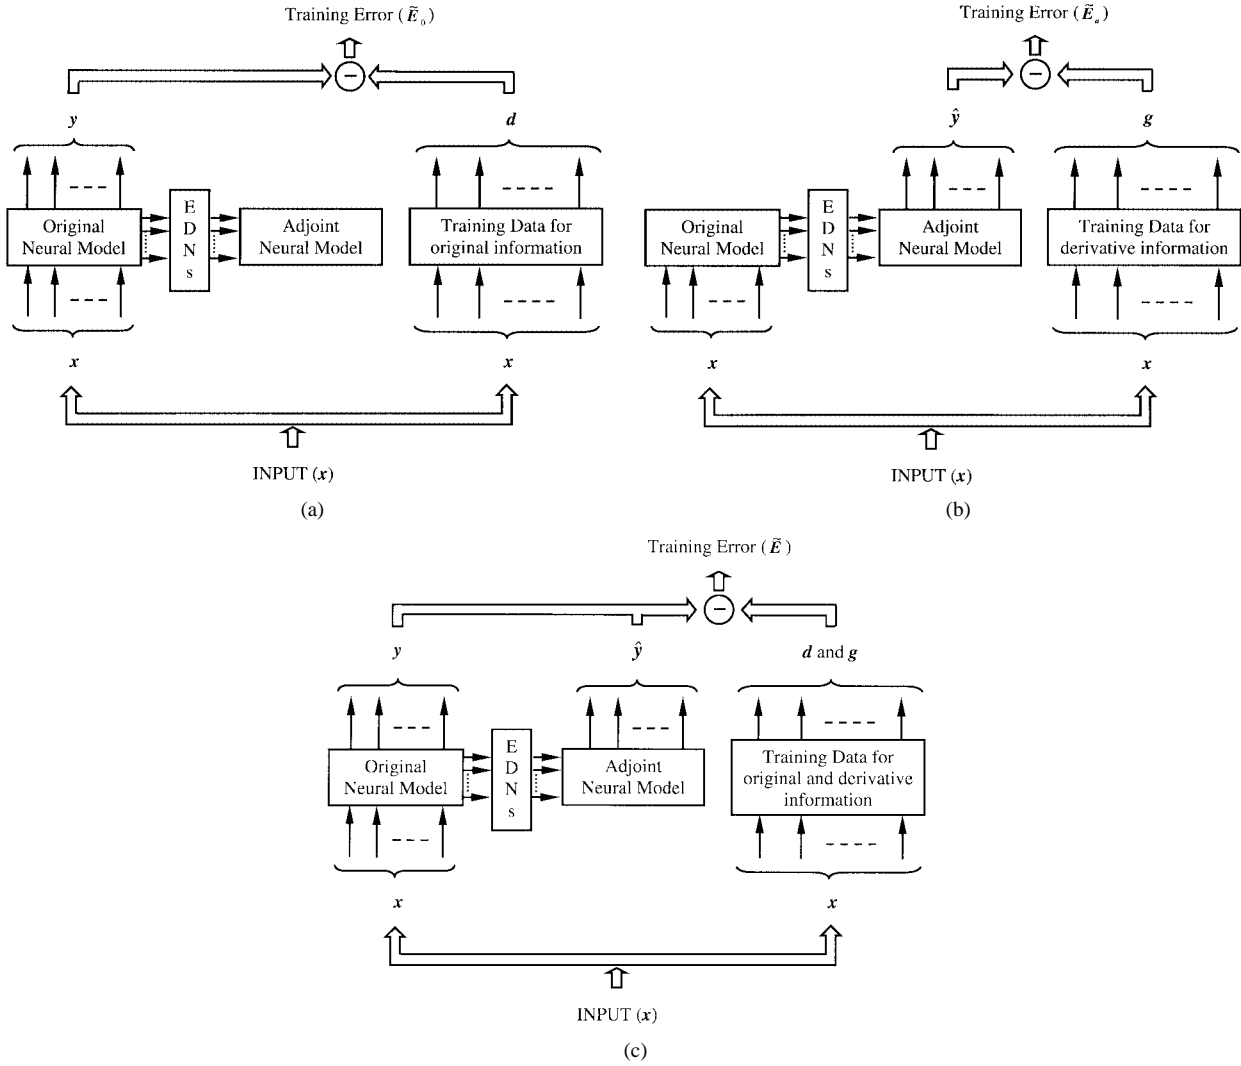 Training Error (Ẽ₀)
y
d
Original
Neural Model
E
D
N
s
Adjoint
Neural Model
Training Data for
original information
x
x
INPUT (x)
(a)
Training Error (Ẽₐ)
ŷ
g
Original
Neural Model
E
D
N
s
Adjoint
Neural Model
Training Data for
derivative information
x
x
INPUT (x)
(b)
Training Error (Ẽ)
y
ŷ
d and g
Original
Neural Model
E
D
N
s
Adjoint
Neural Model
Training Data for
original and derivative
information
x
x
INPUT (x)
(c)